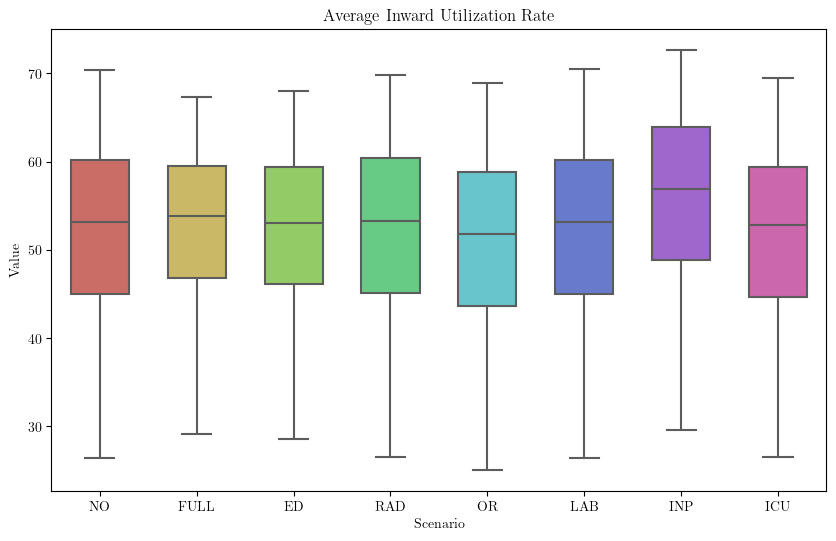 Average Inward Utilization Rate
70
60
50
40
30
Value
NO FULL ED RAD OR LAB INP ICU
Scenario